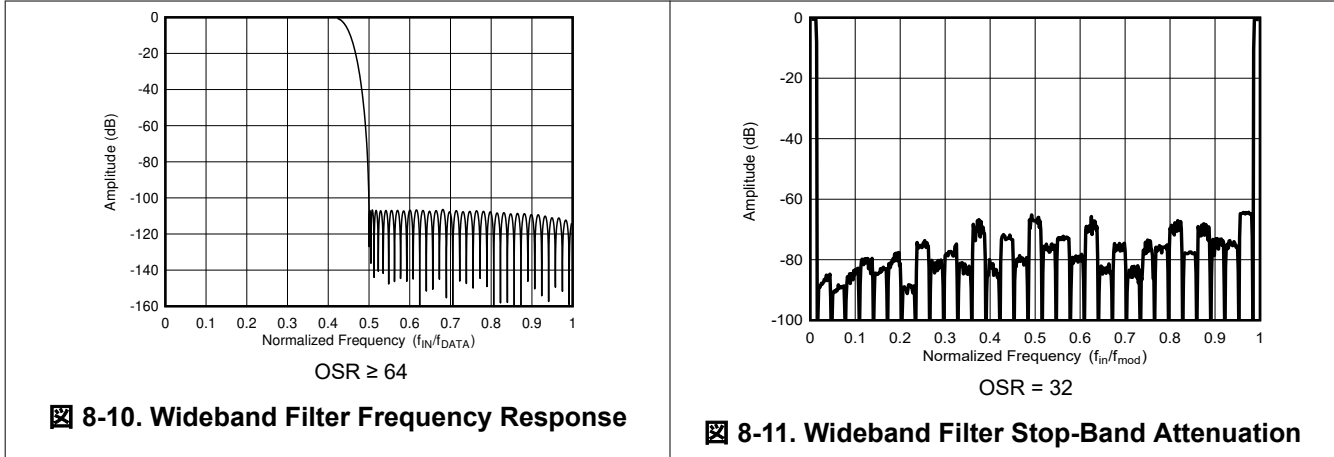 0
-20
-40
-60
-80
-100
-120
-140
-160
Amplitude (dB)
0 0.1 0.2 0.3 0.4 0.5 0.6 0.7 0.8 0.9 1
Normalized Frequency (fIN/fDATA)
OSR ≥ 64
図 8-10. Wideband Filter Frequency Response
0
-20
-40
-60
-80
-100
Amplitude (dB)
0 0.1 0.2 0.3 0.4 0.5 0.6 0.7 0.8 0.9 1
Normalized Frequency (fin/fmod)
OSR = 32
図 8-11. Wideband Filter Stop-Band Attenuation